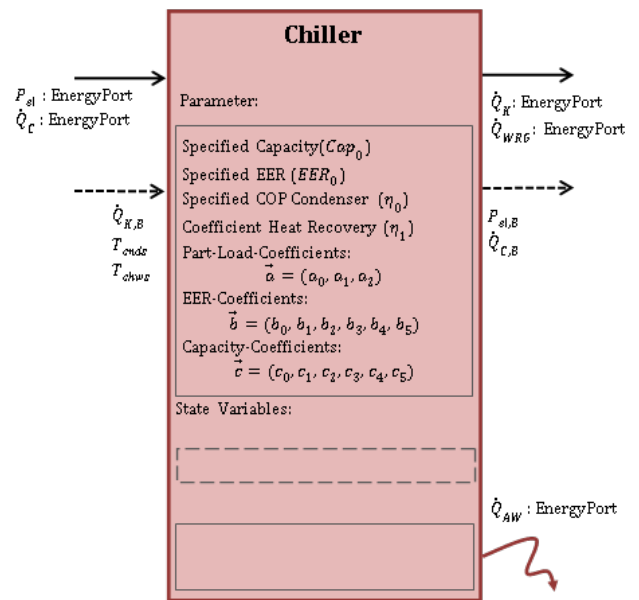 Chiller
P_el : EnergyPort
Q̇_C : EnergyPort
Q̇_K,B
T_cnds
T_chws
Parameter:
Specified Capacity(Cap_0)
Specified EER (EER_0)
Specified COP Condenser (η_0)
Coefficient Heat Recovery (η_1)
Part-Load-Coefficients:
a⃗ = (a_0, a_1, a_2)
EER-Coefficients:
b⃗ = (b_0, b_1, b_2, b_3, b_4, b_5)
Capacity-Coefficients:
c⃗ = (c_0, c_1, c_2, c_3, c_4, c_5)
State Variables:
Q̇_K : EnergyPort
Q̇_WRG : EnergyPort
P_el,B
Q̇_C,B
Q̇_AW : EnergyPort